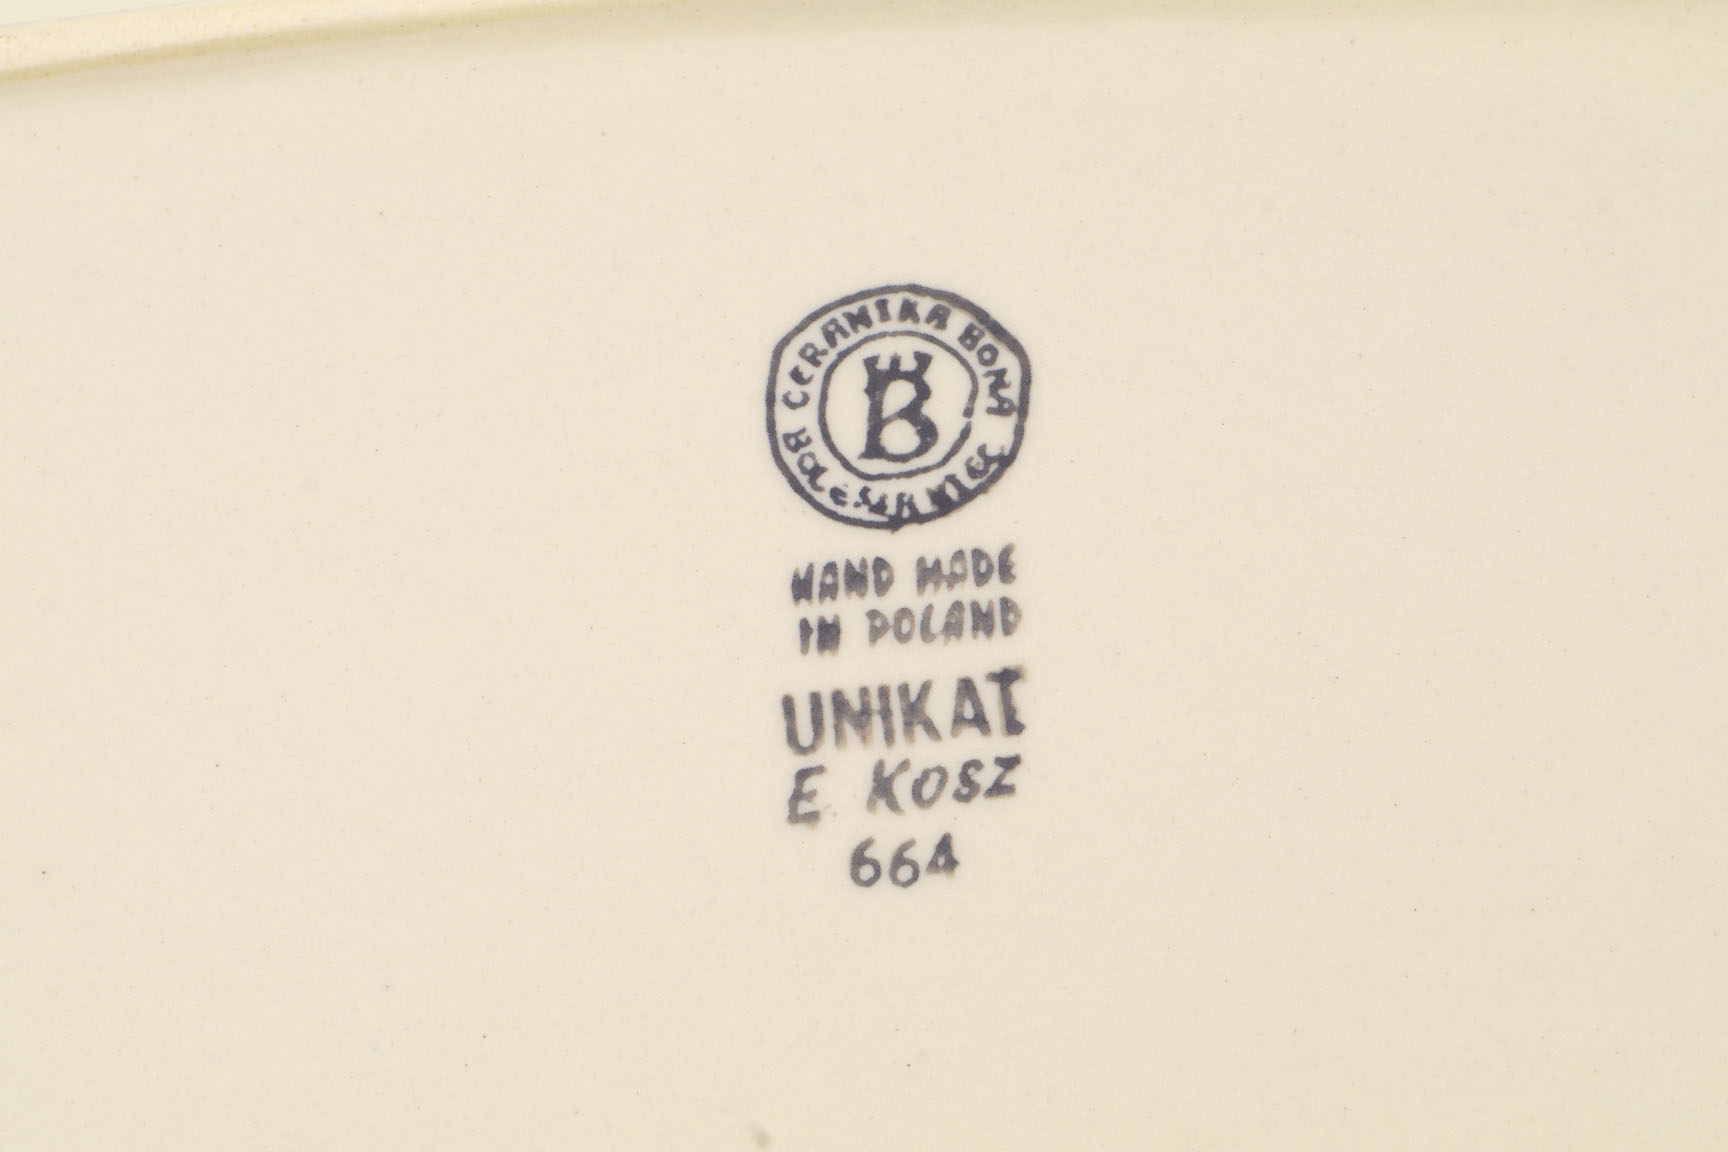 CERAMIKA BONA
BOLESŁAWIEC
B
HAND MADE
IN POLAND
UNIKAT
E KOSZ
664